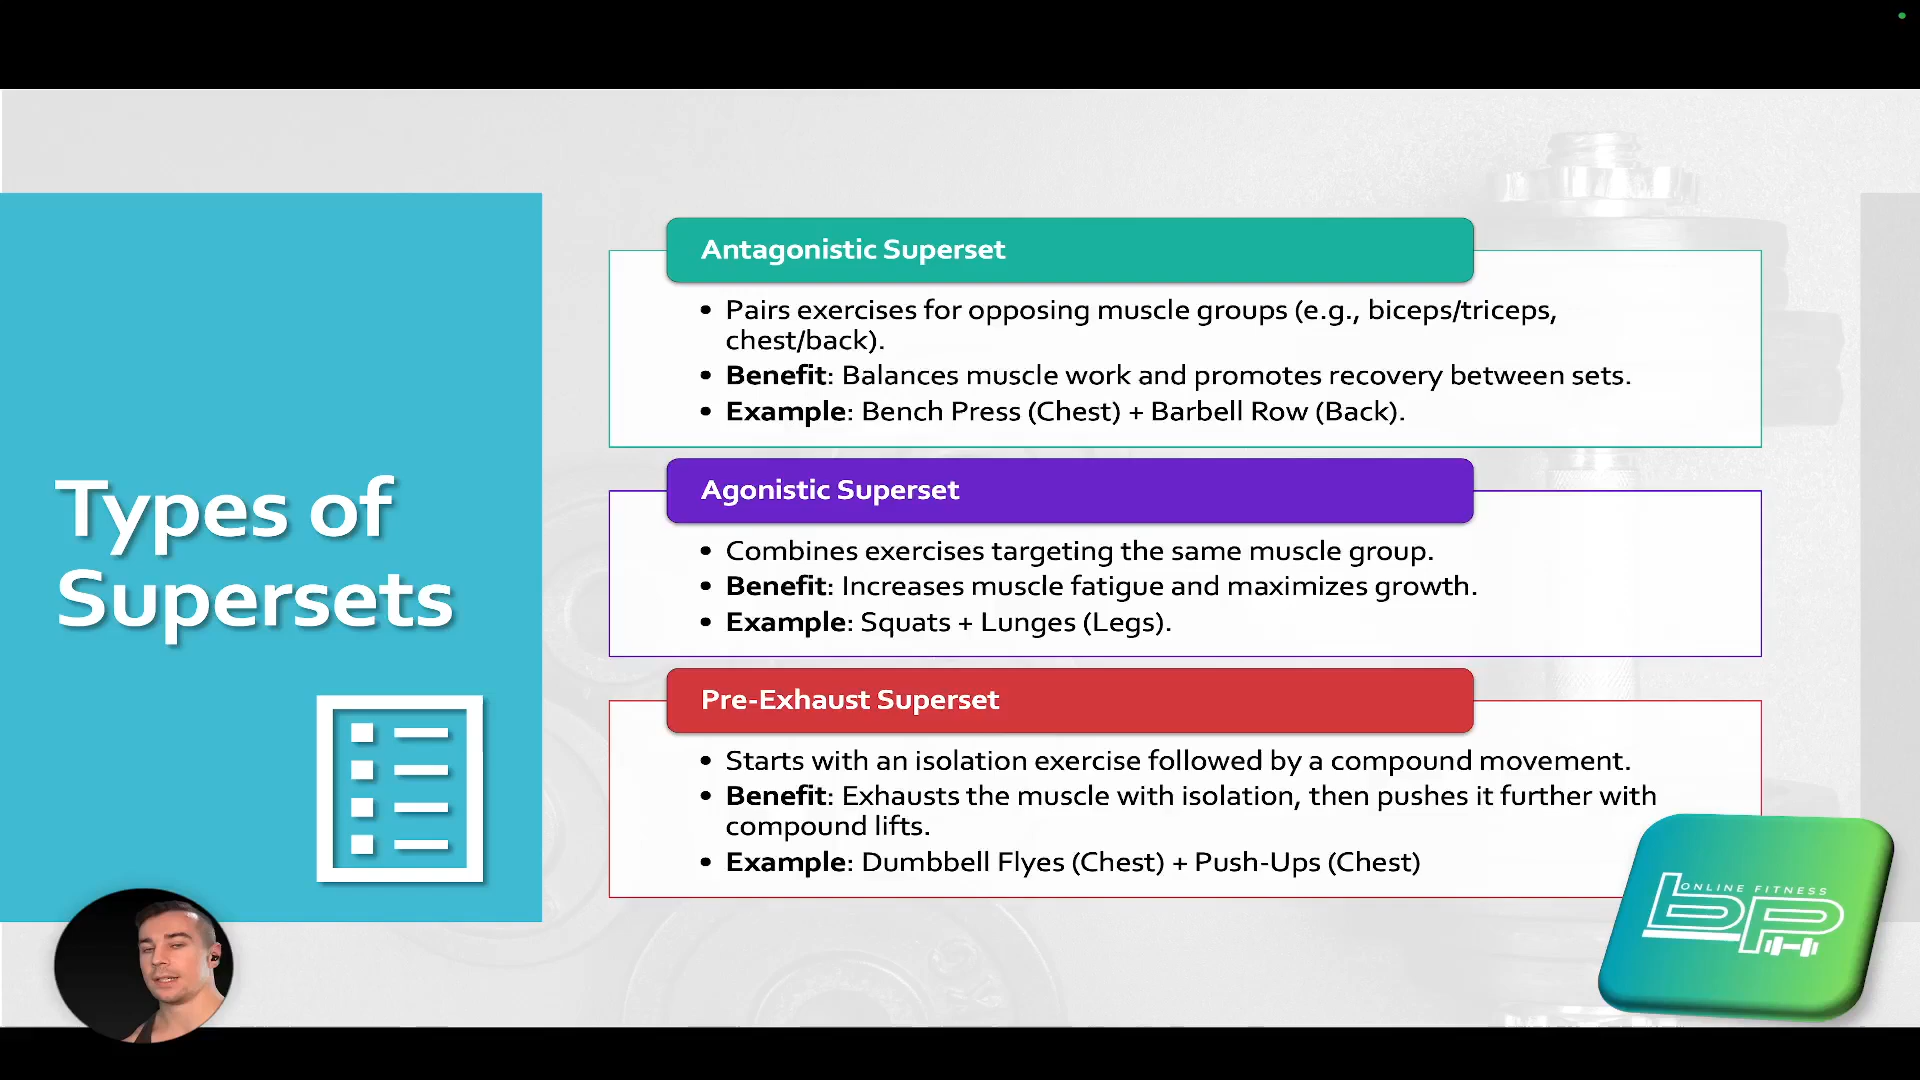 Types of
Supersets
Antagonistic Superset
• Pairs exercises for opposing muscle groups (e.g., biceps/triceps,
chest/back).
• Benefit: Balances muscle work and promotes recovery between sets.
• Example: Bench Press (Chest) + Barbell Row (Back).
Agonistic Superset
• Combines exercises targeting the same muscle group.
• Benefit: Increases muscle fatigue and maximizes growth.
• Example: Squats + Lunges (Legs).
Pre-Exhaust Superset
• Starts with an isolation exercise followed by a compound movement.
• Benefit: Exhausts the muscle with isolation, then pushes it further with
compound lifts.
• Example: Dumbbell Flyes (Chest) + Push-Ups (Chest)
ONLINE FITNESS
bp